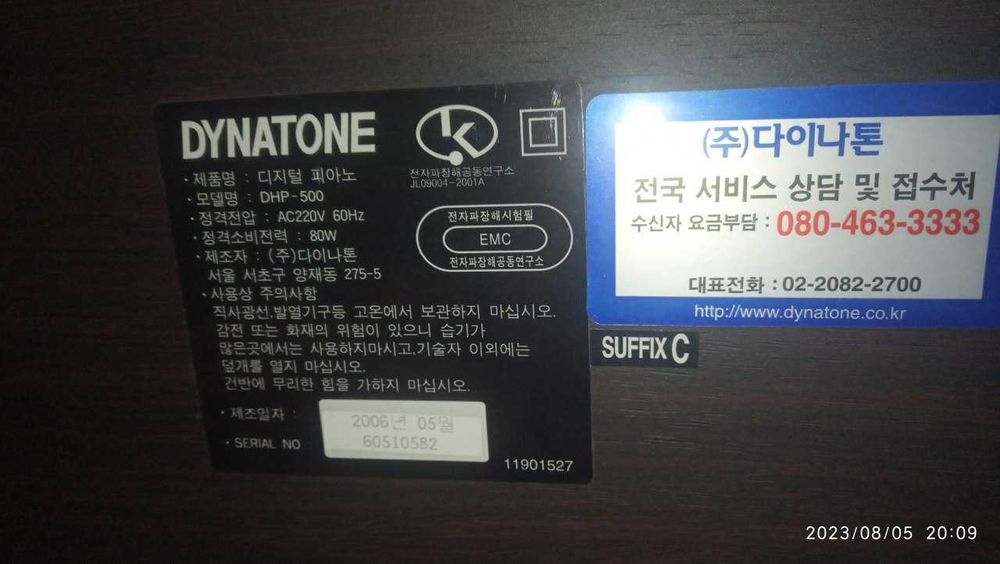 DYNATONE
· 제품명 : 디지털 피아노
· 모델명 : DHP-500
· 정격전압 : AC220V 60Hz
· 정격소비전력 : 80W
· 제조자 : (주)다이나톤
서울 서초구 양재동 275-5
· 사용상 주의사항
직사광선,발열기구등 고온에서 보관하지 마십시오.
감전 또는 화재의 위험이 있으니 습기가
많은곳에서는 사용하지마시고,기술자 이외에는
덮개를 열지 마십시오.
건반에 무리한 힘을 가하지 마십시오.
· 제조일자 :
2006년 05월
· SERIAL NO
60510582
11901527
K
전자파장해공동연구소
JL09004-2001A
전자파장해시험필
EMC
전자파장해공동연구소
(주)다이나톤
전국 서비스 상담 및 접수처
수신자 요금부담 : 080-463-3333
대표전화 : 02-2082-2700
http://www.dynatone.co.kr
SUFFIX C
2023/08/05 20:09